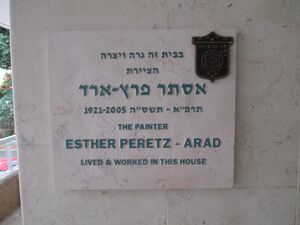 בבית זה גרה ויצרה
הציירת
אסתר פרץ-ארד
תרפ"א - תשס"ה 1921-2005
THE PAINTER
ESTHER PERETZ - ARAD
LIVED & WORKED IN THIS HOUSE